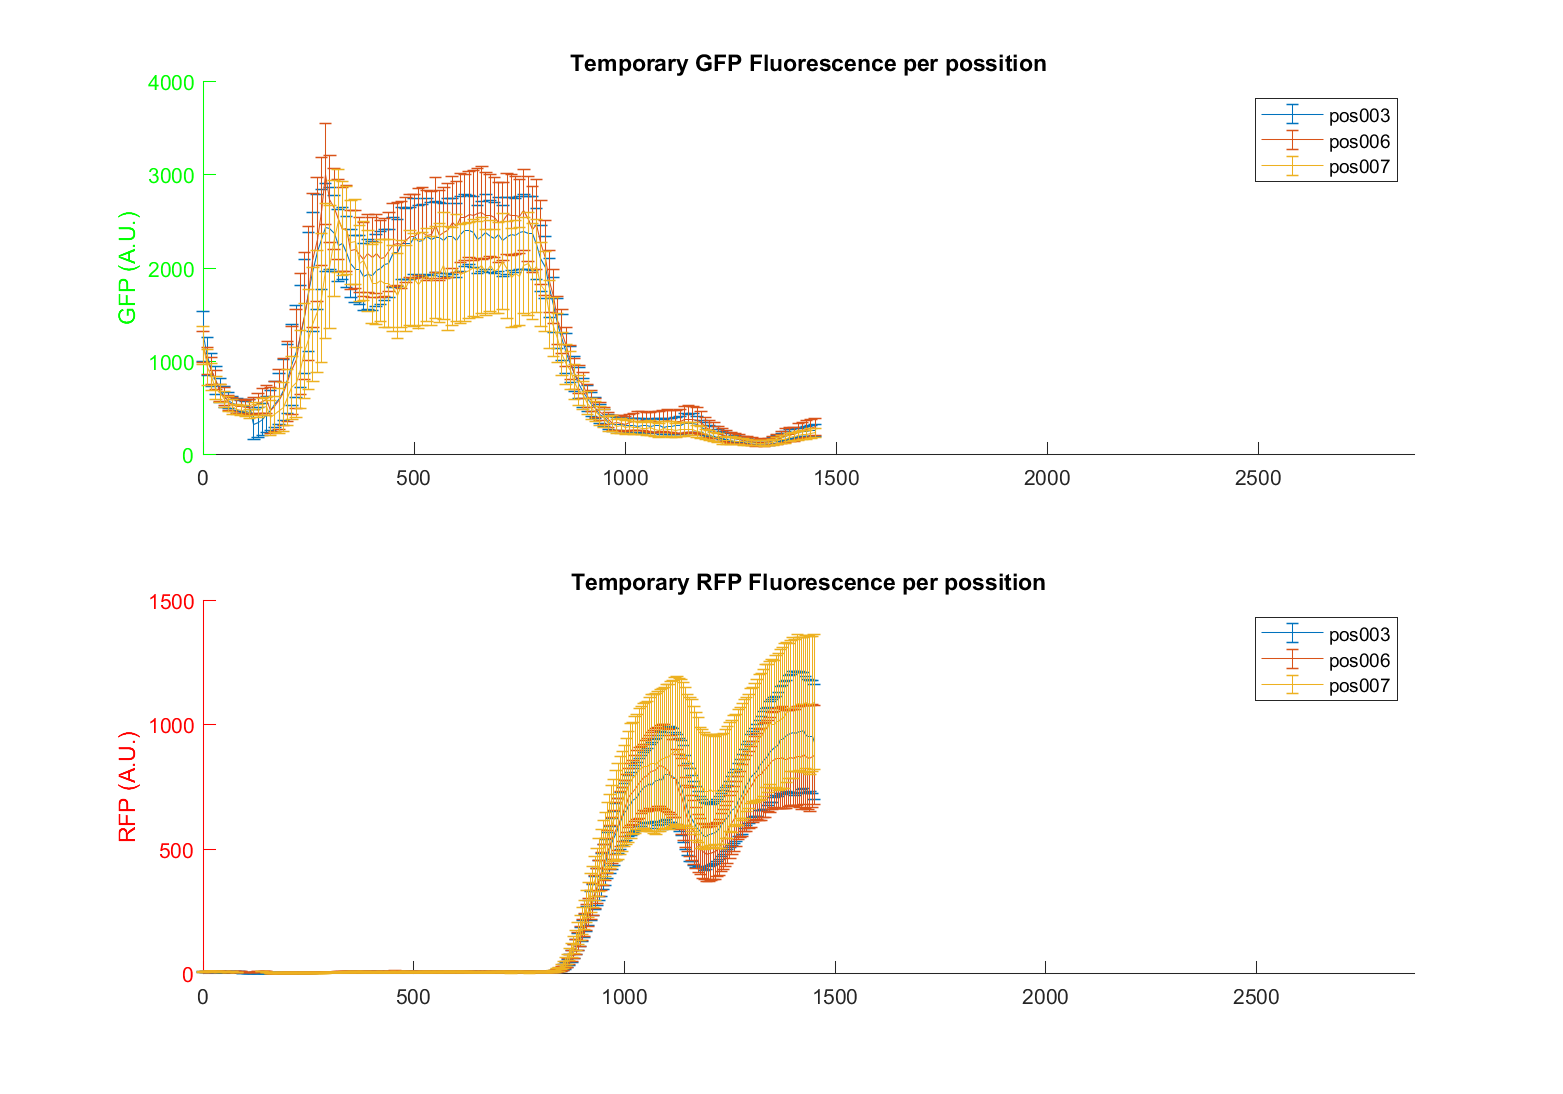 Temporary GFP Fluorescence per possition
4000
3000
2000
1000
0
GFP (A.U.)
0 500 1000 1500 2000 2500
pos003
pos006
pos007
Temporary RFP Fluorescence per possition
1500
1000
500
0
RFP (A.U.)
0 500 1000 1500 2000 2500
pos003
pos006
pos007